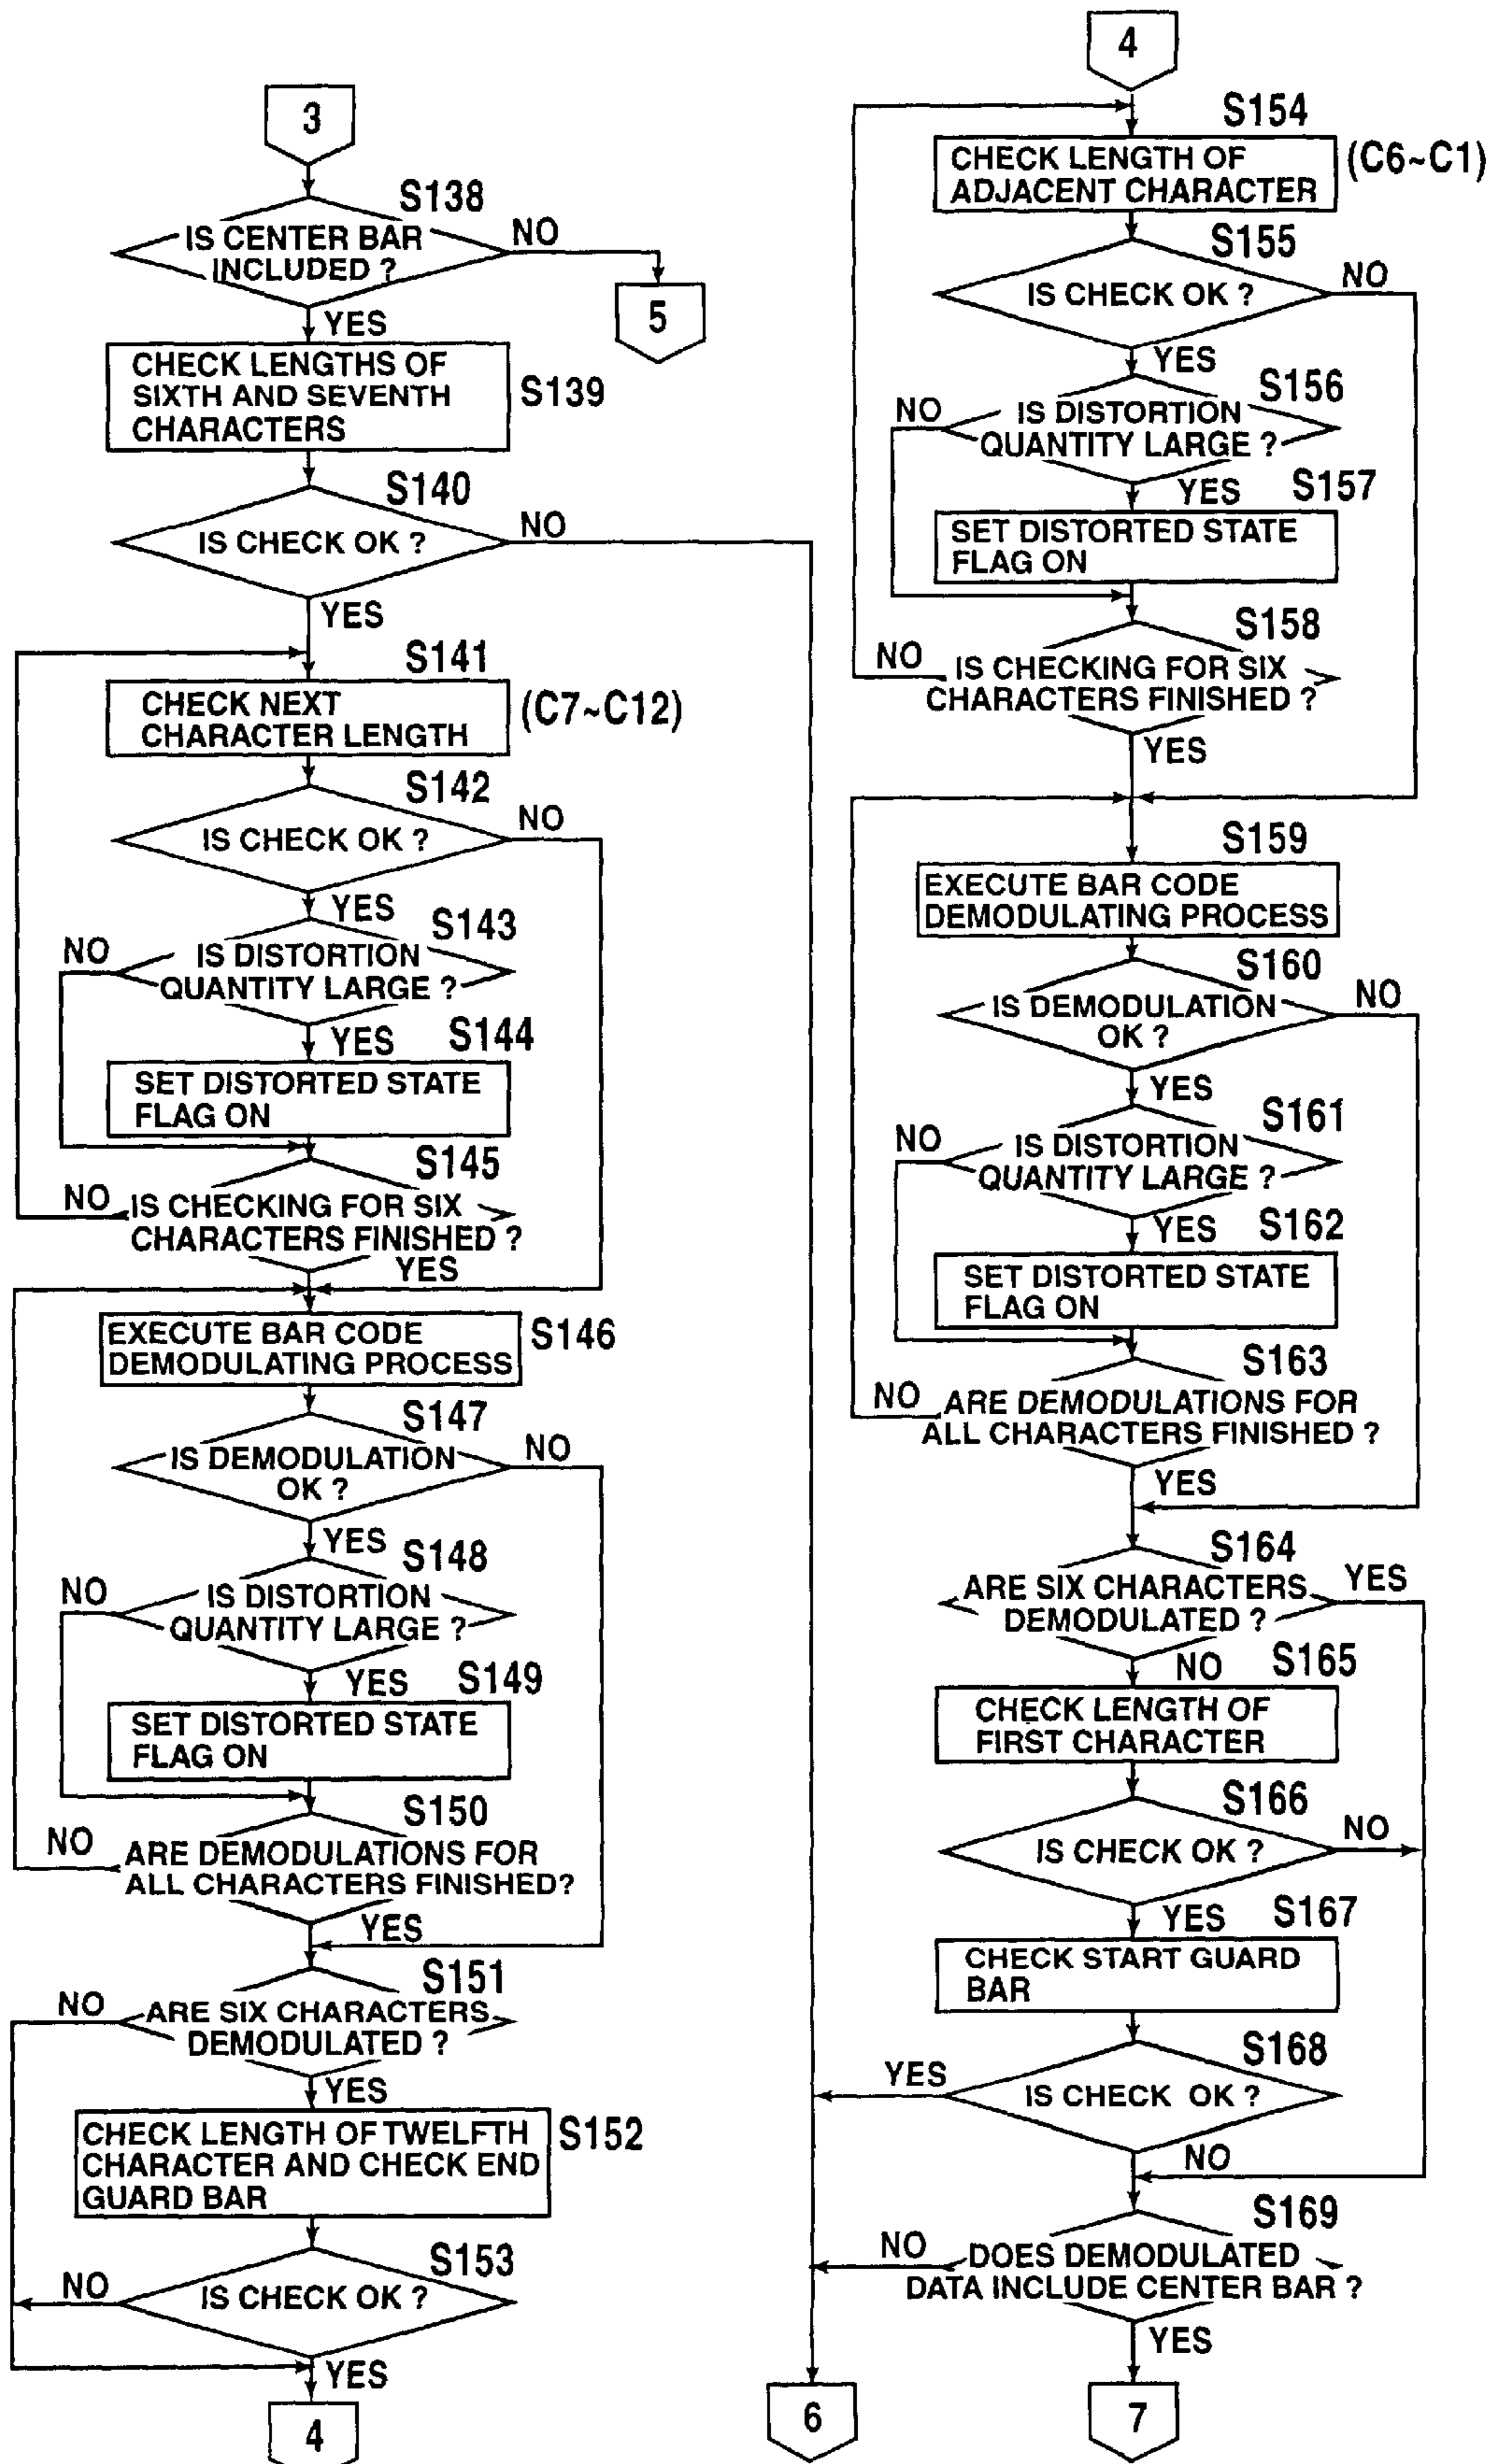 3
S138
IS CENTER BAR
INCLUDED ?
NO
5
YES
CHECK LENGTHS OF
SIXTH AND SEVENTH
CHARACTERS
S139
S140
IS CHECK OK ?
NO
YES
S141
CHECK NEXT
CHARACTER LENGTH
(C7~C12)
S142
IS CHECK OK ?
NO
YES
S143
NO
IS DISTORTION
QUANTITY LARGE ?
YES
S144
SET DISTORTED STATE
FLAG ON
S145
NO
IS CHECKING FOR SIX
CHARACTERS FINISHED ?
YES
EXECUTE BAR CODE
DEMODULATING PROCESS
S146
S147
IS DEMODULATION
OK ?
NO
YES
S148
NO
IS DISTORTION
QUANTITY LARGE ?
YES
S149
SET DISTORTED STATE
FLAG ON
S150
NO
ARE DEMODULATIONS FOR
ALL CHARACTERS FINISHED?
YES
S151
NO
ARE SIX CHARACTERS
DEMODULATED ?
YES
CHECK LENGTH OF TWELFTH
CHARACTER AND CHECK END
GUARD BAR
S152
S153
NO
IS CHECK OK ?
YES
4
4
S154
CHECK LENGTH OF
ADJACENT CHARACTER
(C6~C1)
S155
IS CHECK OK ?
NO
YES
S156
NO
IS DISTORTION
QUANTITY LARGE ?
YES
S157
SET DISTORTED STATE
FLAG ON
S158
NO
IS CHECKING FOR SIX
CHARACTERS FINISHED ?
YES
S159
EXECUTE BAR CODE
DEMODULATING PROCESS
S160
IS DEMODULATION
OK ?
NO
YES
S161
NO
IS DISTORTION
QUANTITY LARGE ?
YES
S162
SET DISTORTED STATE
FLAG ON
S163
NO
ARE DEMODULATIONS FOR
ALL CHARACTERS FINISHED ?
YES
S164
ARE SIX CHARACTERS
DEMODULATED ?
YES
NO
S165
CHECK LENGTH OF
FIRST CHARACTER
S166
IS CHECK OK ?
NO
YES
S167
CHECK START GUARD
BAR
S168
YES
IS CHECK OK ?
NO
S169
NO
DOES DEMODULATED
DATA INCLUDE CENTER BAR ?
YES
6
7